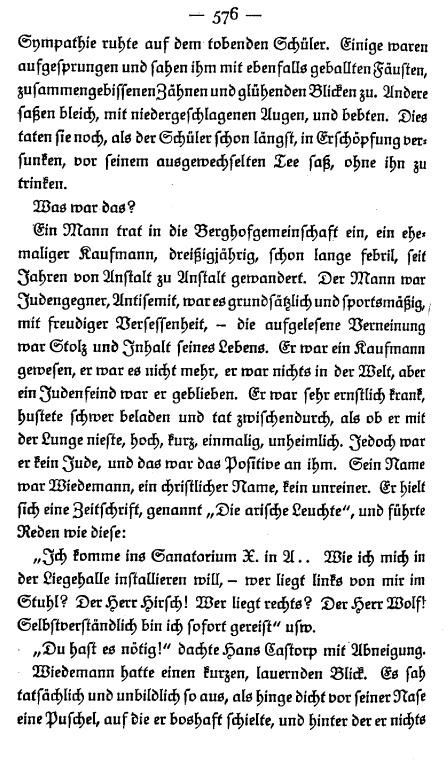 — 576 —
Sympathie ruhte auf dem tobenden Schüler. Einige waren
aufgesprungen und sahen ihm mit ebenfalls geballten Fäusten,
zusammengebissenen Zähnen und glühenden Blicken zu. Andere
saßen bleich, mit niedergeschlagenen Augen, und bebten. Dies
taten sie noch, als der Schüler schon längst, in Erschöpfung ver-
sunken, vor seinem ausgewechselten Tee saß, ohne ihn zu
trinken.
Was war das?
Ein Mann trat in die Berghofgemeinschaft ein, ein ehe-
maliger Kaufmann, dreißigjährig, schon lange febril, seit
Jahren von Anstalt zu Anstalt gewandert. Der Mann war
Judengegner, Antisemit, war es grundsätzlich und sportsmäßig,
mit freudiger Versessenheit, – die aufgelesene Verneinung
war Stolz und Inhalt seines Lebens. Er war ein Kaufmann
gewesen, er war es nicht mehr, er war nichts in der Welt, aber
ein Judenfeind war er geblieben. Er war sehr ernstlich krank,
hustete schwer beladen und tat zwischendurch, als ob er mit
der Lunge nieste, hoch, kurz, einmalig, unheimlich. Jedoch war
er kein Jude, und das war das Positive an ihm. Sein Name
war Wiedemann, ein christlicher Name, kein unreiner. Er hielt
sich eine Zeitschrift, genannt „Die arische Leuchte“, und führte
Reden wie diese:
„Ich komme ins Sanatorium X. in A.. Wie ich mich in
der Liegehalle installieren will, – wer liegt links von mir im
Stuhl? Der Herr Hirsch! Wer liegt rechts? Der Herr Wolf!
Selbstverständlich bin ich sofort gereist“ usw.
„Du hast es nötig!“ dachte Hans Castorp mit Abneigung.
Wiedemann hatte einen kurzen, lauernden Blick. Es sah
tatsächlich und unbildlich so aus, als hinge dicht vor seiner Nase
eine Puschel, auf die er boshaft schielte, und hinter der er nichts